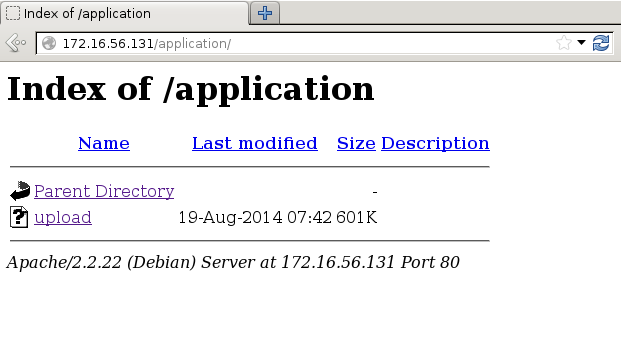 Index of /application
172.16.56.131/application/
Index of /application
Name Last modified Size Description
Parent Directory -
upload 19-Aug-2014 07:42 601K
Apache/2.2.22 (Debian) Server at 172.16.56.131 Port 80